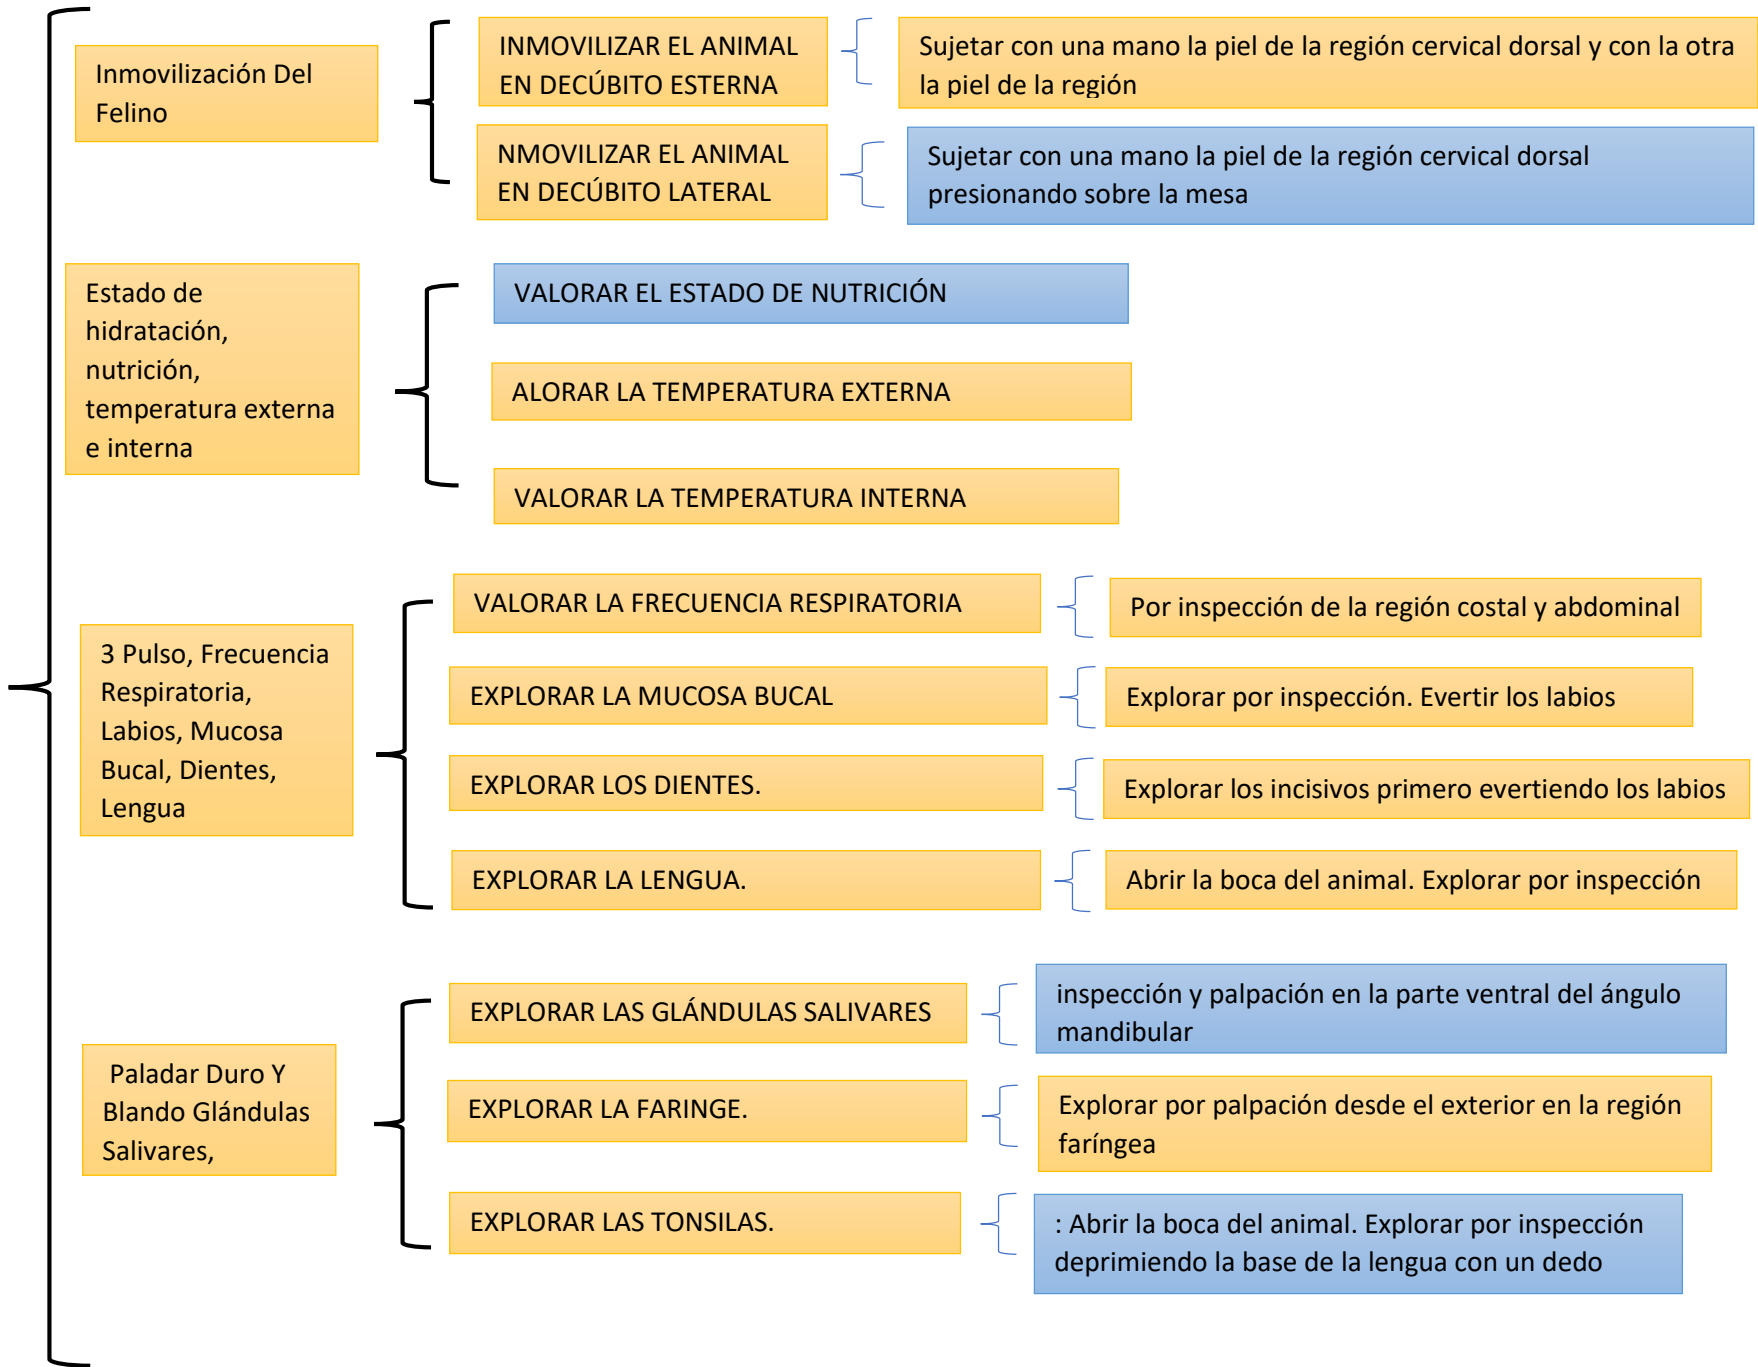 Inmovilización Del
Felino
INMOVILIZAR EL ANIMAL
EN DECÚBITO ESTERNA
Sujetar con una mano la piel de la región cervical dorsal y con la otra
la piel de la región
NMOVILIZAR EL ANIMAL
EN DECÚBITO LATERAL
Sujetar con una mano la piel de la región cervical dorsal
presionando sobre la mesa
Estado de
hidratación,
nutrición,
temperatura externa
e interna
VALORAR EL ESTADO DE NUTRICIÓN
ALORAR LA TEMPERATURA EXTERNA
VALORAR LA TEMPERATURA INTERNA
3 Pulso, Frecuencia
Respiratoria,
Labios, Mucosa
Bucal, Dientes,
Lengua
VALORAR LA FRECUENCIA RESPIRATORIA
Por inspección de la región costal y abdominal
EXPLORAR LA MUCOSA BUCAL
Explorar por inspección. Evertir los labios
EXPLORAR LOS DIENTES.
Explorar los incisivos primero evertiendo los labios
EXPLORAR LA LENGUA.
Abrir la boca del animal. Explorar por inspección
Paladar Duro Y
Blando Glándulas
Salivares,
EXPLORAR LAS GLÁNDULAS SALIVARES
inspección y palpación en la parte ventral del ángulo
mandibular
EXPLORAR LA FARINGE.
Explorar por palpación desde el exterior en la región
faríngea
EXPLORAR LAS TONSILAS.
: Abrir la boca del animal. Explorar por inspección
deprimiendo la base de la lengua con un dedo